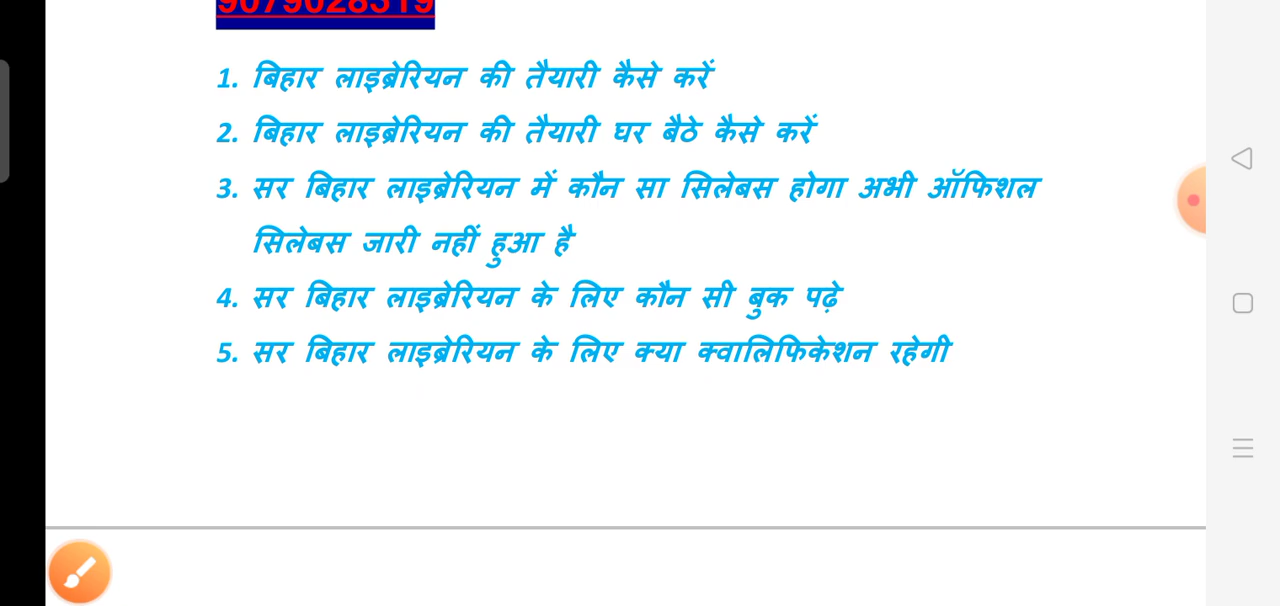 9079028319
1. बिहार लाइब्रेरियन की तैयारी कैसे करें
2. बिहार लाइब्रेरियन की तैयारी घर बैठे कैसे करें
3. सर बिहार लाइब्रेरियन में कौन सा सिलेबस होगा अभी ऑफिशल
सिलेबस जारी नहीं हुआ है
4. सर बिहार लाइब्रेरियन के लिए कौन सी बुक पढ़े
5. सर बिहार लाइब्रेरियन के लिए क्या क्वालिफिकेशन रहेगी